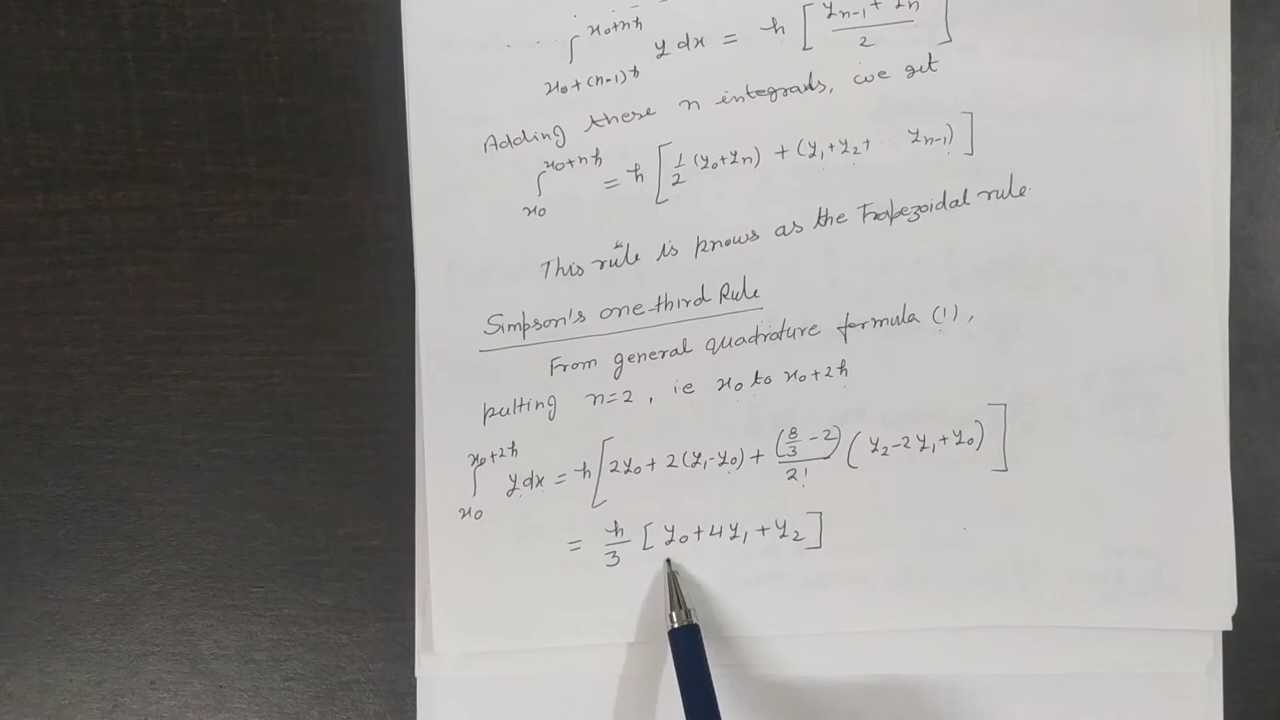 ∫_{x₀+(n-1)h}^{x₀+nh} y dx = h [ (y_{n-1} + y_n)/2 ]
Adding these n integrals, we get
∫_{x₀}^{x₀+nh} = h [ 1/2 (y₀+y_n) + (y₁+y₂+ .. y_{n-1}) ]
This rule is knows as the Trapezoidal rule.
Simpson's one-third Rule
From general quadrature formula (1),
putting n=2, ie x₀ to x₀+2h
∫_{x₀}^{x₀+2h} y dx = h [ 2y₀ + 2(y₁-y₀) + (8/3 - 2)/2! (y₂-2y₁+y₀) ]
= h/3 [ y₀+4y₁+y₂ ]